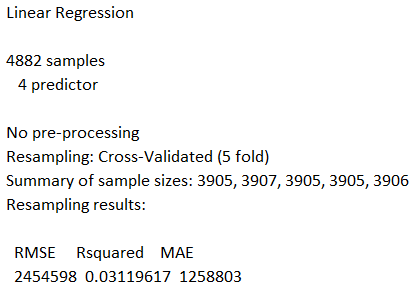 Linear Regression
4882 samples
4 predictor
No pre-processing
Resampling: Cross-Validated (5 fold)
Summary of sample sizes: 3905, 3907, 3905, 3905, 3906
Resampling results:
RMSE Rsquared MAE
2454598 0.03119617 1258803